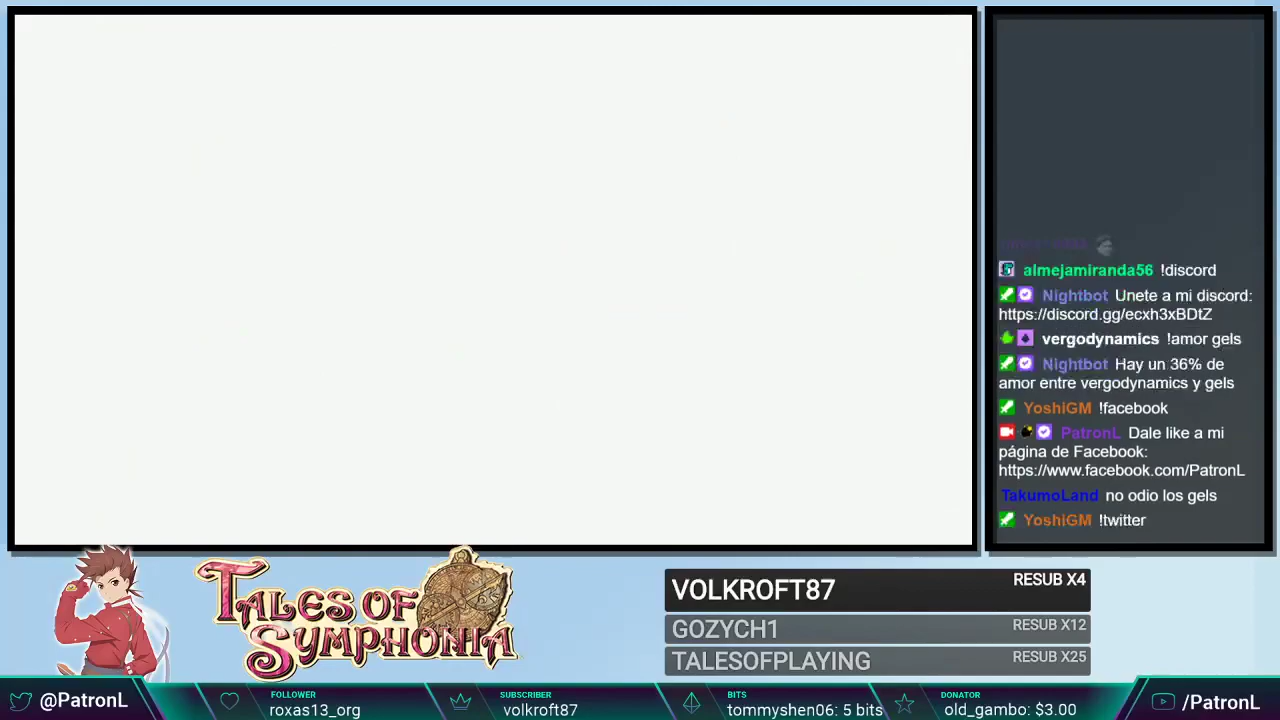 almejamiranda56 !discord
Nightbot Unete a mi discord:
https://discord.gg/ecxh3xBDtZ
vergodynamics !amor gels
Nightbot Hay un 36% de
amor entre vergodynamics y gels
YoshiGM !facebook
PatronL Dale like a mi
página de Facebook:
https://www.facebook.com/PatronL
TakumoLand no odio los gels
YoshiGM !twitter
TALES OF
SYMPHONIA
VOLKROFT87 RESUB X4
GOZYCH1 RESUB X12
TALESOFPLAYING RESUB X25
@PatronL
FOLLOWER
roxas13_org
SUBSCRIBER
volkroft87
BITS
tommyshen06: 5 bits
DONATOR
old_gambo: $3.00
/PatronL